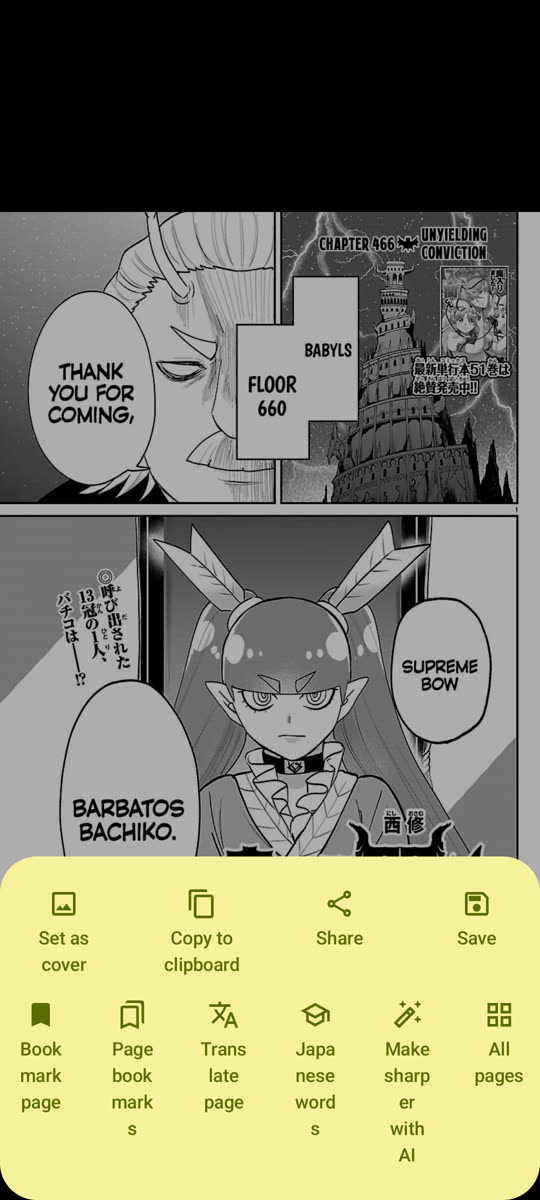 CHAPTER 466
UNYIELDING
CONVICTION
BABYLS
FLOOR
660
最新単行本51巻は
絶賛発売中!!
THANK
YOU FOR
COMING,
1
呼び出された
13冠の1人、
バチコは——!?
SUPREME
BOW
BARBATOS
BACHIKO.
西修
Set as
cover
Copy to
clipboard
Share
Save
Book
mark
page
Page
book
mark
s
Trans
late
page
Japa
nese
word
s
Make
sharp
er
with
AI
All
pages